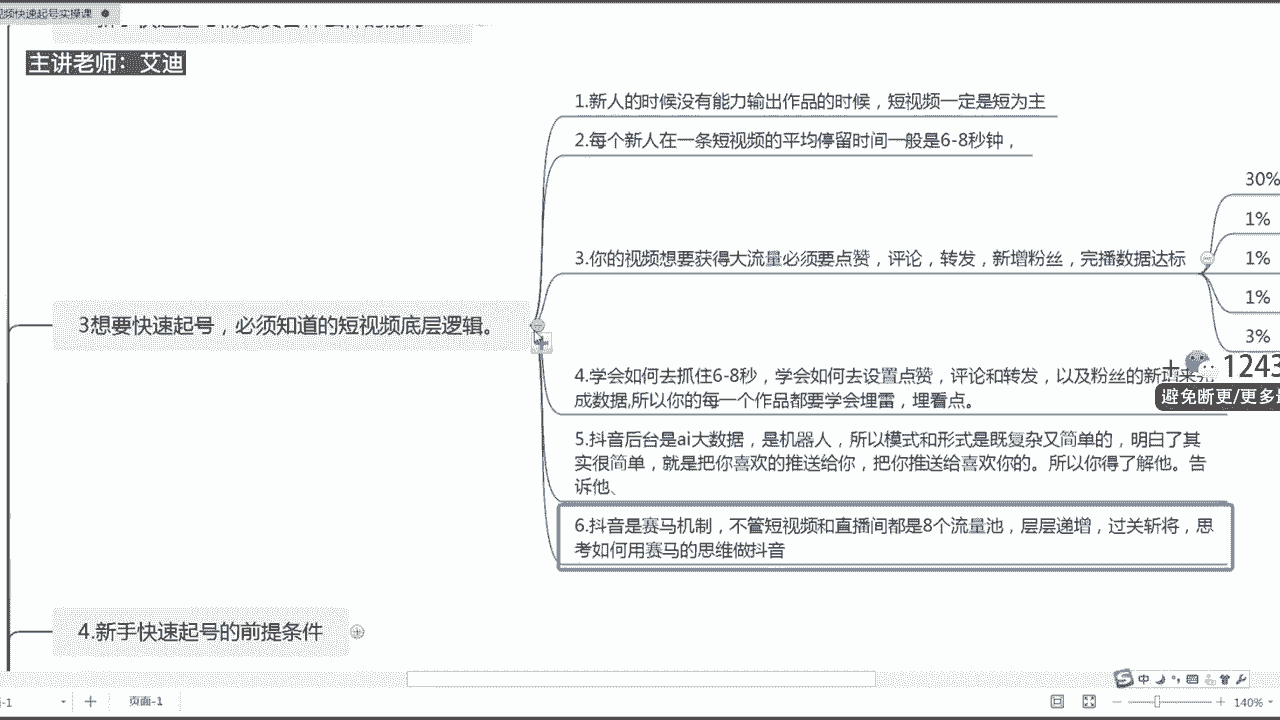 视频快速起号实操课
主讲老师：艾迪
1.新人的时候没有能力输出作品的时候，短视频一定是短为主
2.每个新人在一条短视频的平均停留时间一般是6-8秒钟，
30%
1%
3.你的视频想要获得大流量必须要点赞，评论，转发，新增粉丝，完播数据达标
1%
1%
3%
3想要快速起号，必须知道的短视频底层逻辑。
4.学会如何去抓住6-8秒，学会如何去设置点赞，评论和转发，以及粉丝的新增来完
成数据,所以你的每一个作品都要学会埋雷，埋看点。
+ 1243
避免断更/更多
5.抖音后台是ai大数据，是机器人，所以模式和形式是既复杂又简单的，明白了其
实很简单，就是把你喜欢的推送给你，把你推送给喜欢你的。所以你得了解他。告
诉他、
6.抖音是赛马机制，不管短视频和直播间都是8个流量池，层层递增，过关斩将，思
考如何用赛马的思维做抖音
4.新手快速起号的前提条件
中
-1
页面-1
140%